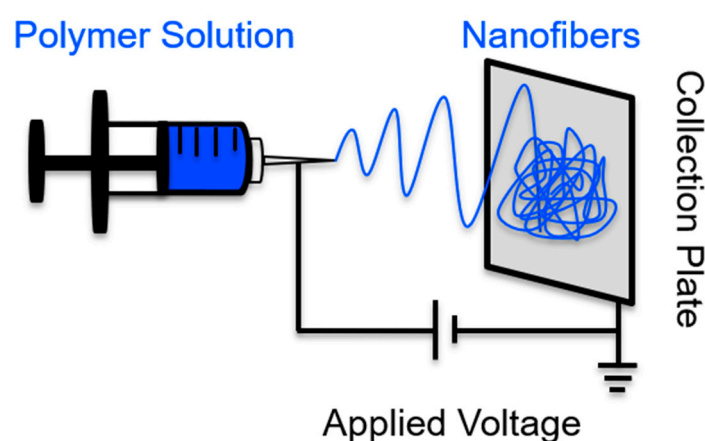 Polymer Solution
Nanofibers
Collection Plate
Applied Voltage